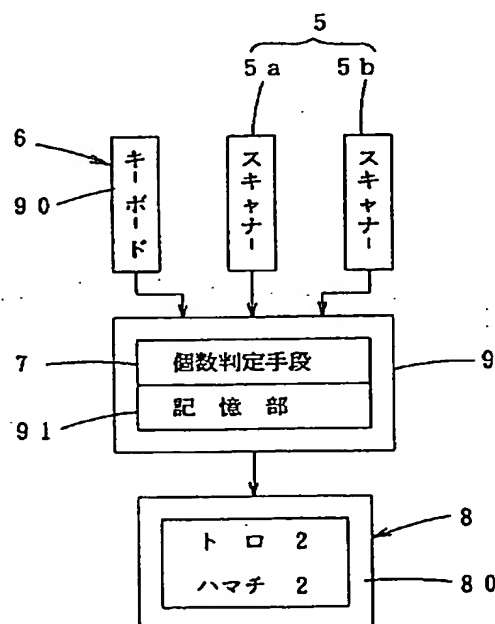 5
5a 5b
6
90
キーボード
スキャナー
スキャナー
7
個数判定手段
9
91
記憶部
トロ 2
8
ハマチ 2
80